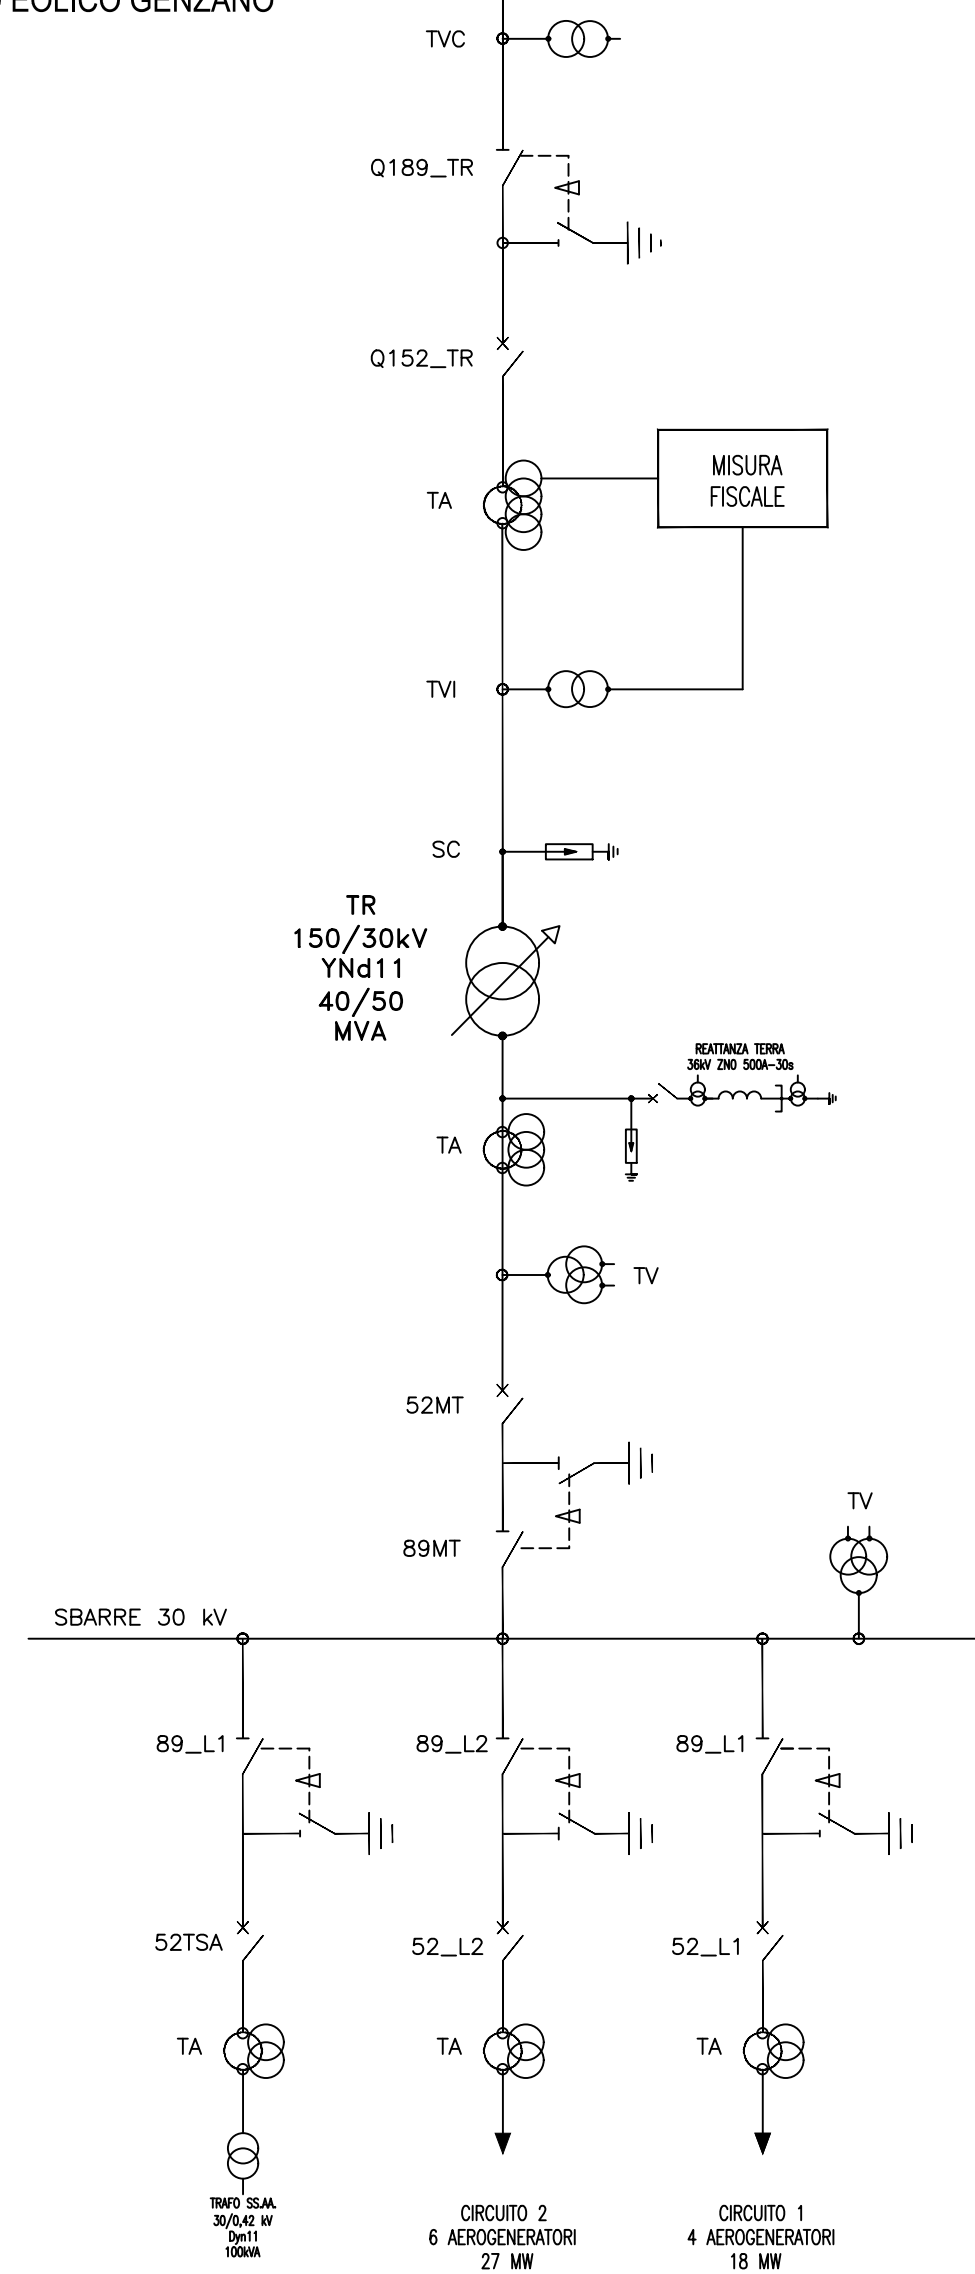 EOLICO GENZANO
TVC
Q189_TR
Q152_TR
TA
MISURA
FISCALE
TVI
SC
TR
150/30kV
YNd11
40/50
MVA
REATTANZA TERRA
36kV ZNO 500A-30s
TA
TV
52MT
89MT
TV
SBARRE 30 kV
89_L1
89_L2
89_L1
52TSA
52_L2
52_L1
TA
TA
TA
TRAFO SS.AA.
30/0,42 kV
Dyn11
100kVA
CIRCUITO 2
6 AEROGENERATORI
27 MW
CIRCUITO 1
4 AEROGENERATORI
18 MW